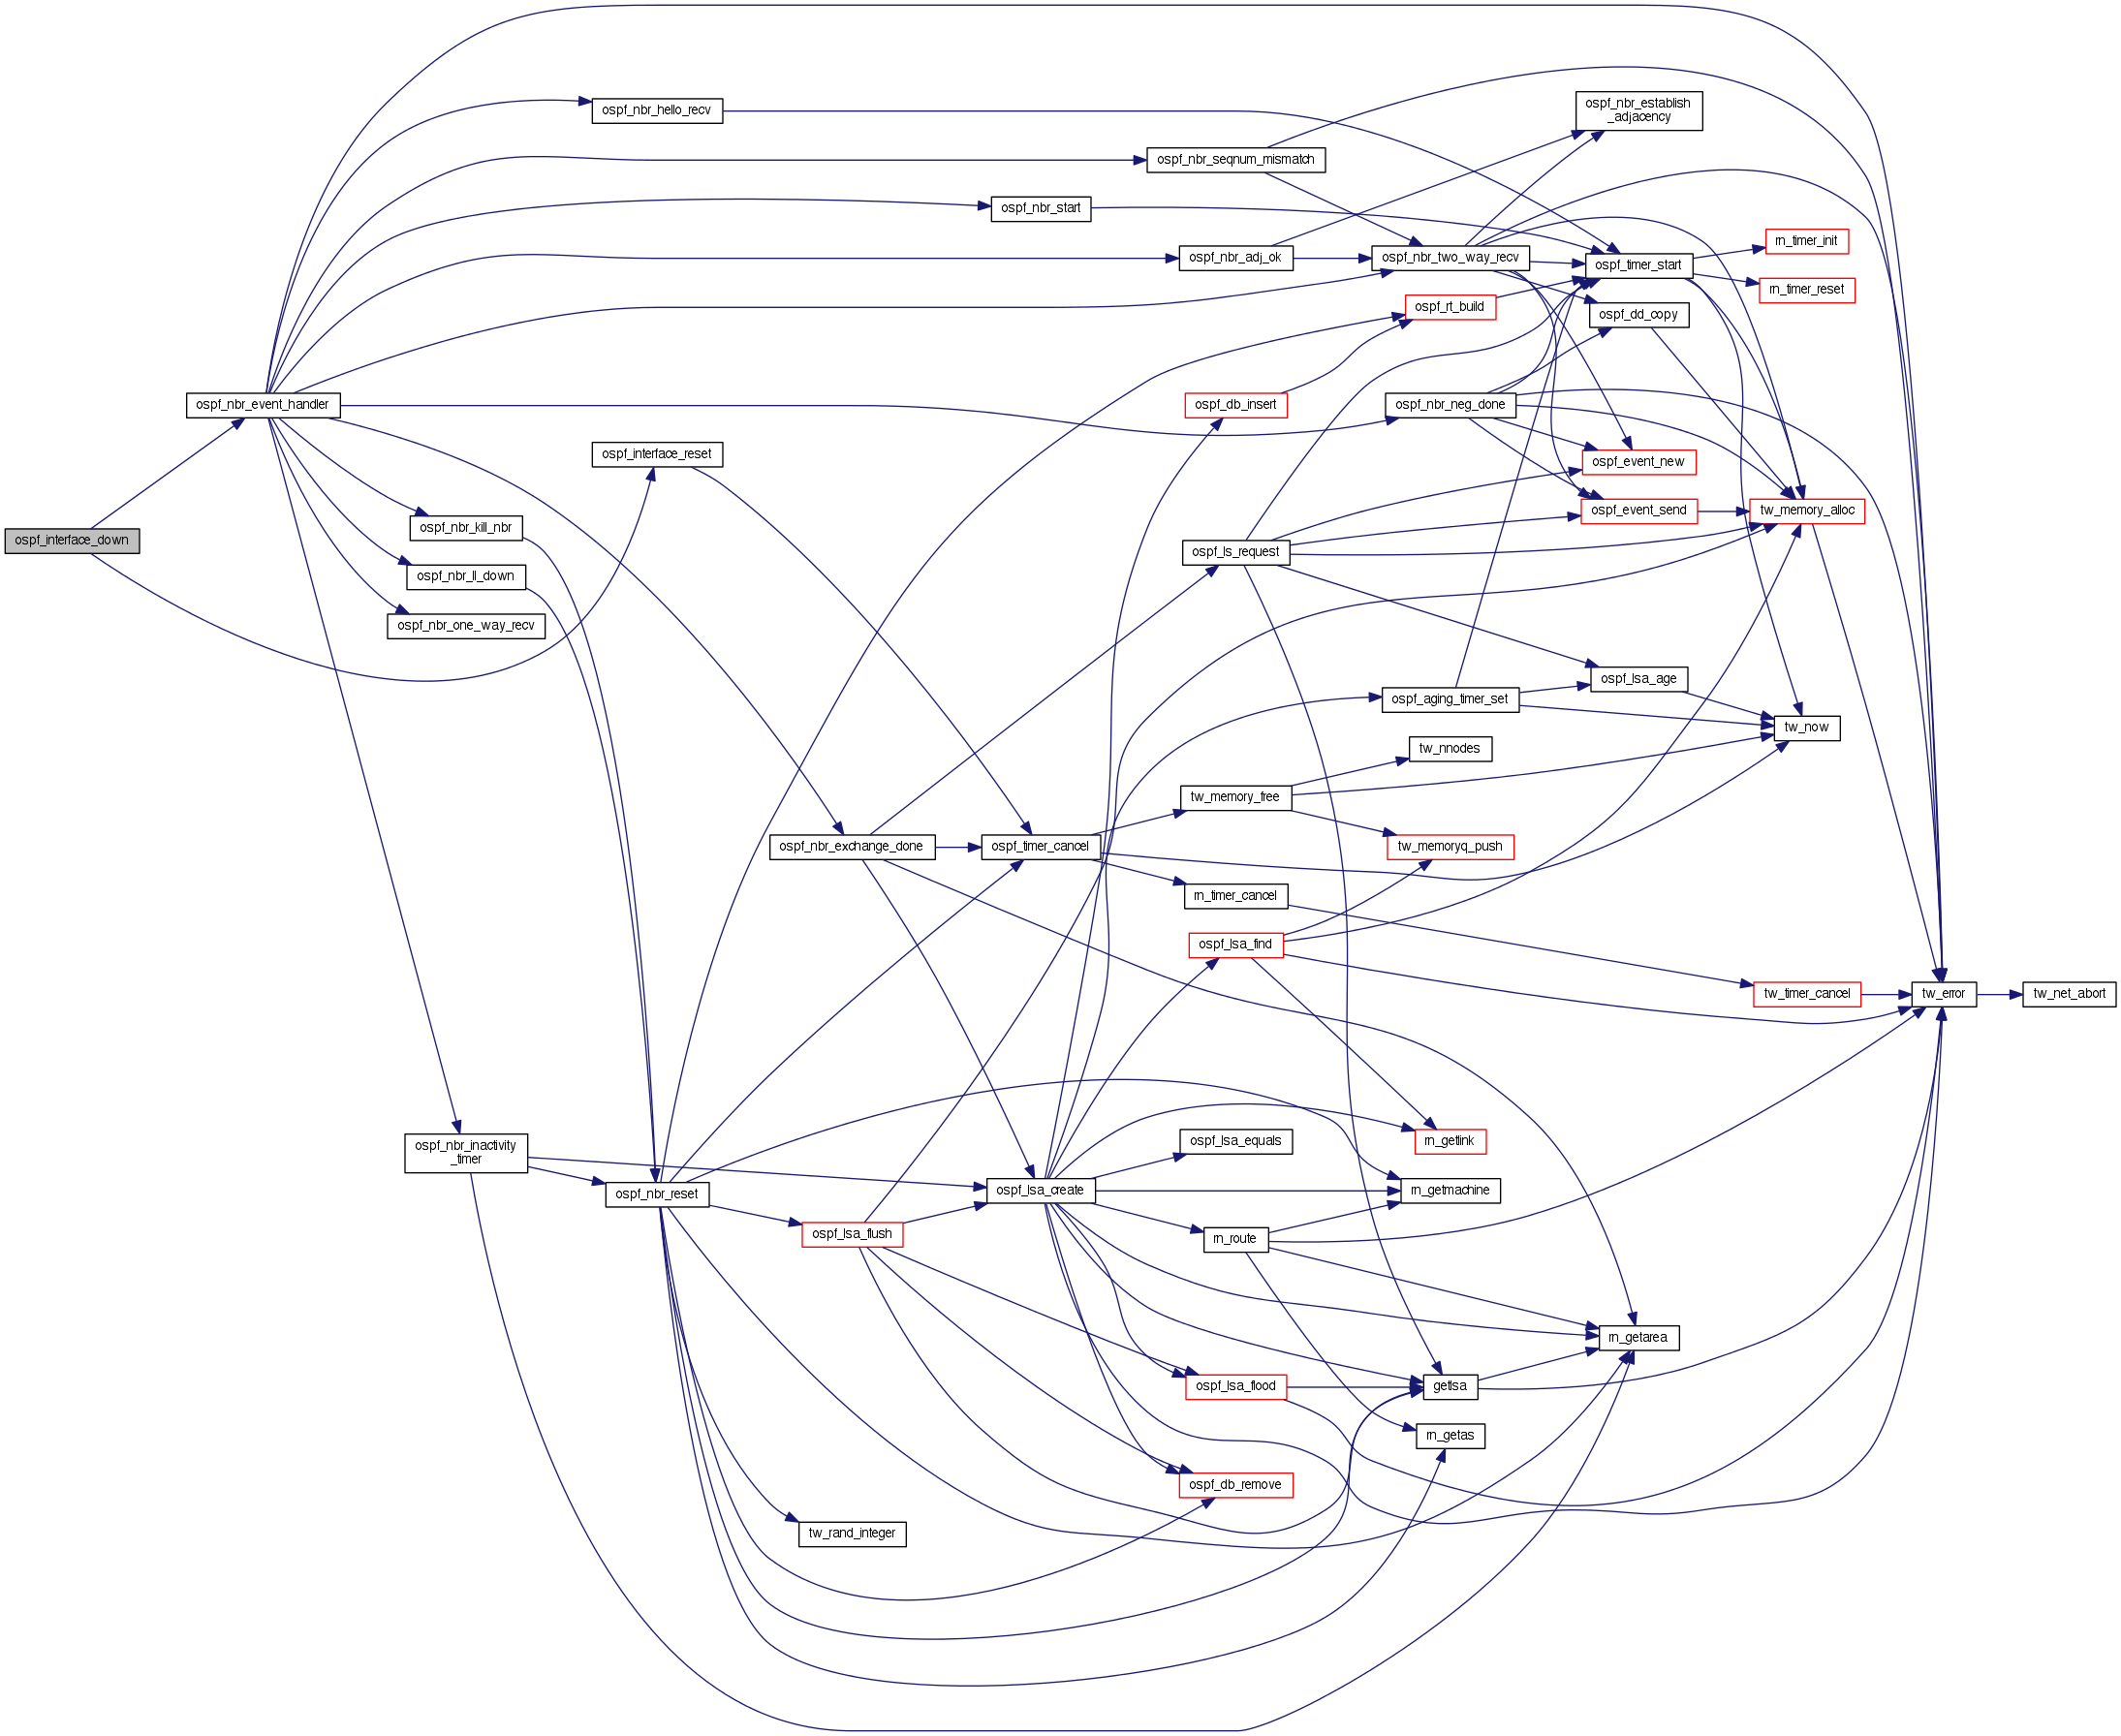 ospf_nbr_establish
_adjacency
ospf_nbr_hello_recv
ospf_nbr_seqnum_mismatch
ospf_nbr_start
rn_timer_init
ospf_nbr_adj_ok
ospf_nbr_two_way_recv
ospf_timer_start
rn_timer_reset
ospf_rt_build
ospf_dd_copy
ospf_nbr_event_handler
ospf_db_insert
ospf_nbr_neg_done
ospf_interface_reset
ospf_event_new
ospf_event_send
tw_memory_alloc
ospf_nbr_kill_nbr
ospf_interface_down
ospf_ls_request
ospf_nbr_ll_down
ospf_nbr_one_way_recv
ospf_lsa_age
ospf_aging_timer_set
tw_now
tw_nnodes
tw_memory_free
ospf_nbr_exchange_done
ospf_timer_cancel
tw_memoryq_push
rn_timer_cancel
ospf_lsa_find
tw_timer_cancel
tw_error
tw_net_abort
ospf_nbr_inactivity
_timer
ospf_lsa_equals
rn_getlink
ospf_nbr_reset
ospf_lsa_create
rn_getmachine
ospf_lsa_flush
rn_route
rn_getarea
ospf_lsa_flood
getlsa
rn_getas
ospf_db_remove
tw_rand_integer